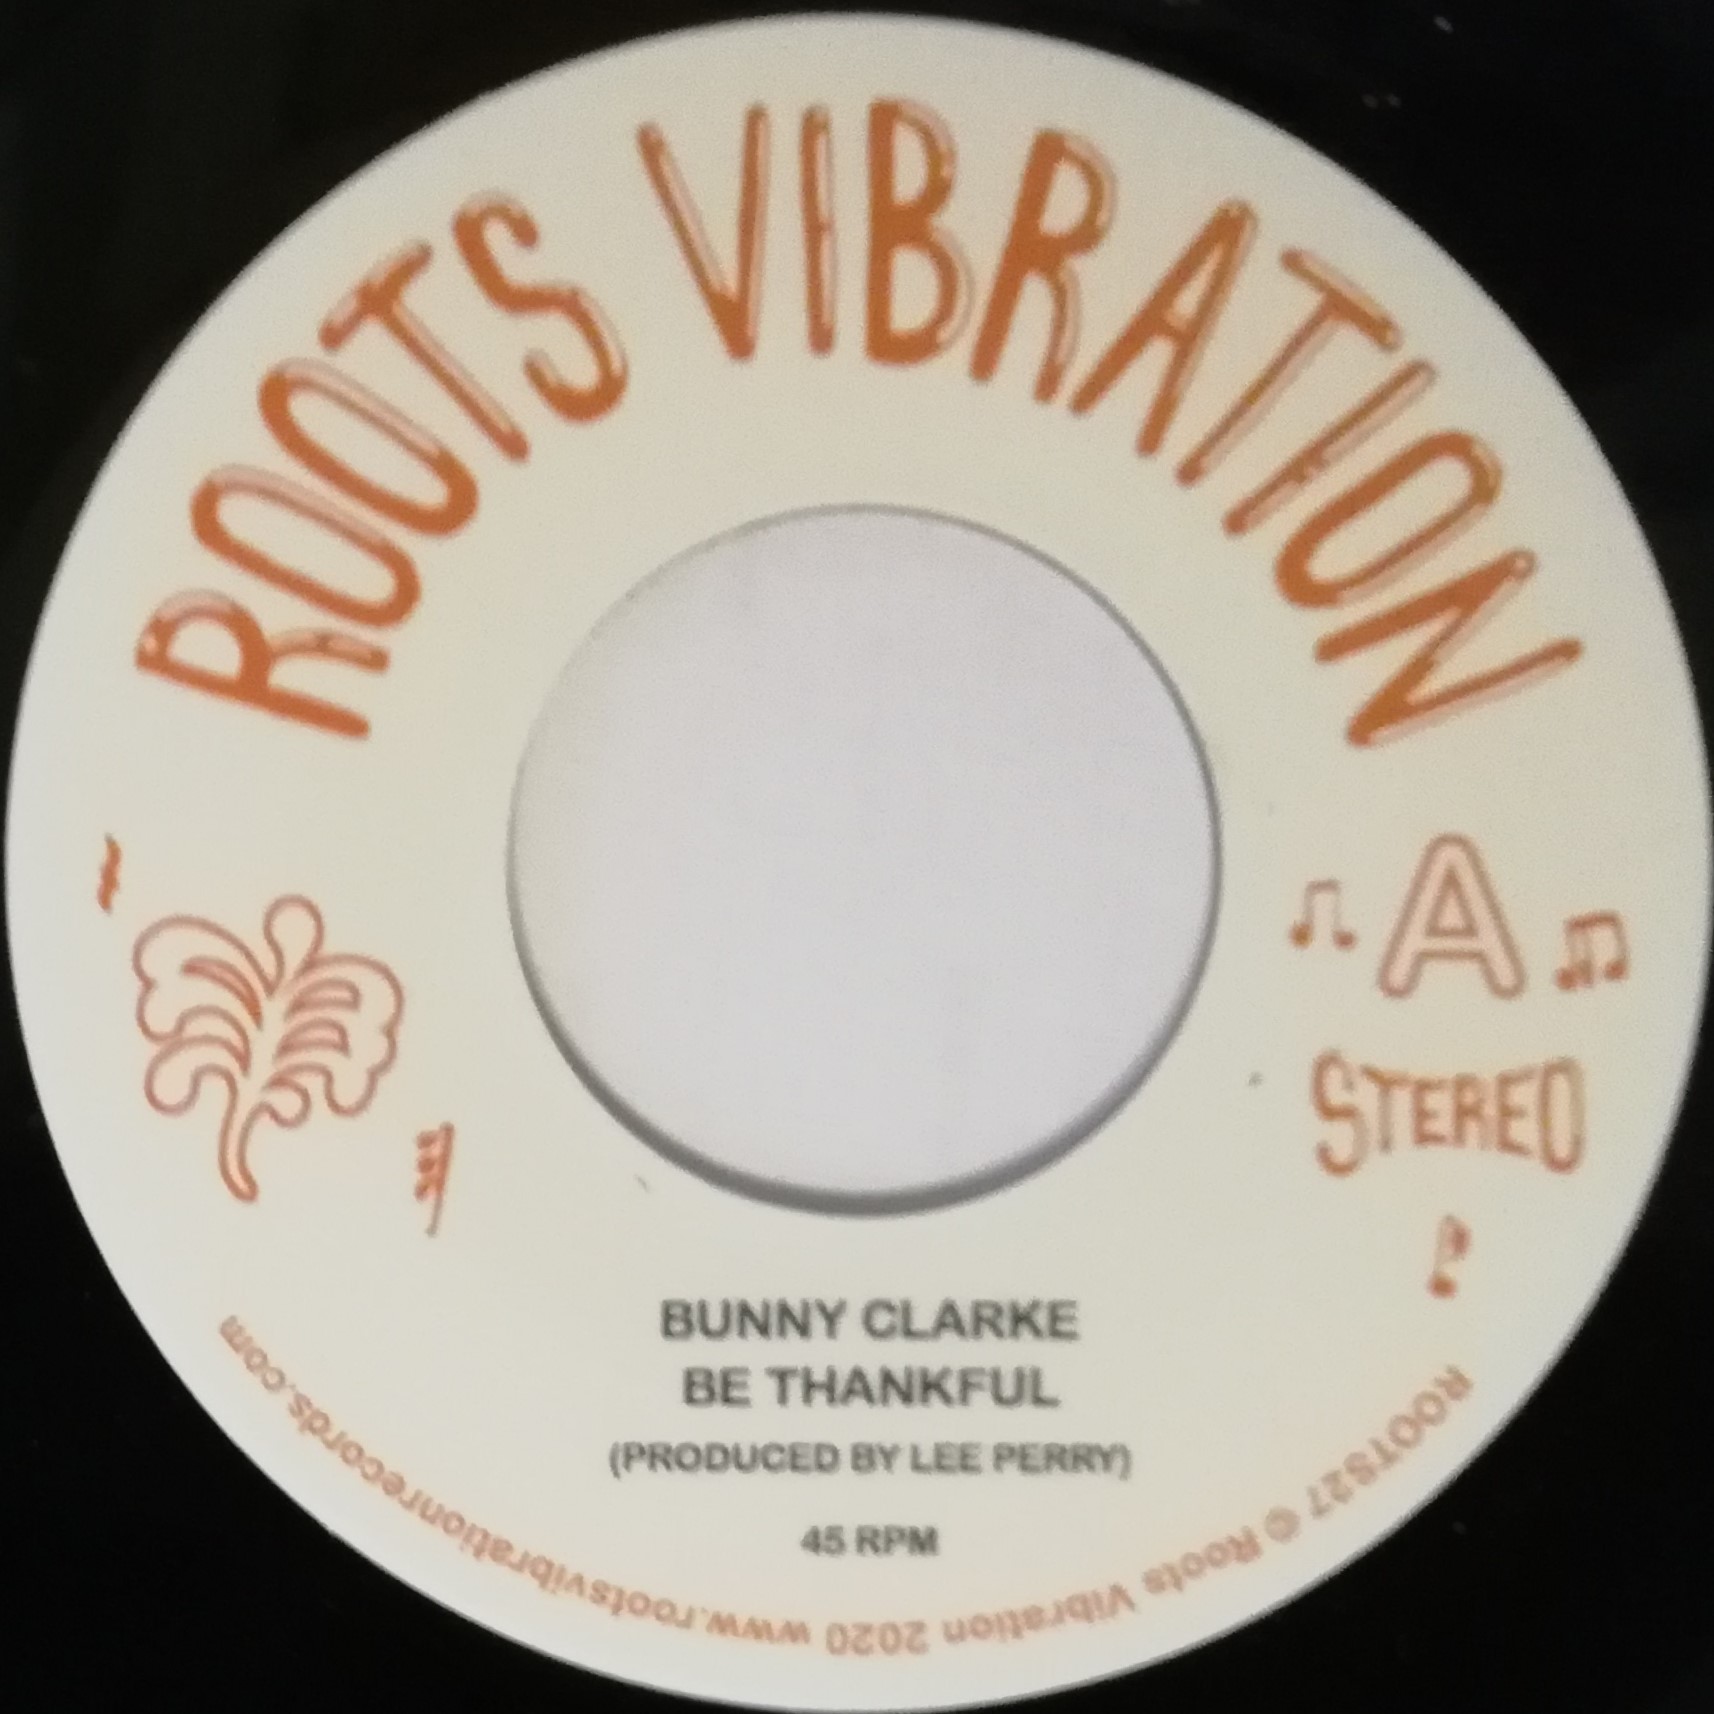 ROOTS VIBRATION
A
STEREO
BUNNY CLARKE
BE THANKFUL
(PRODUCED BY LEE PERRY)
45 RPM
ROOTS27 © Roots Vibration 2020 www.rootsvibrationrecords.com